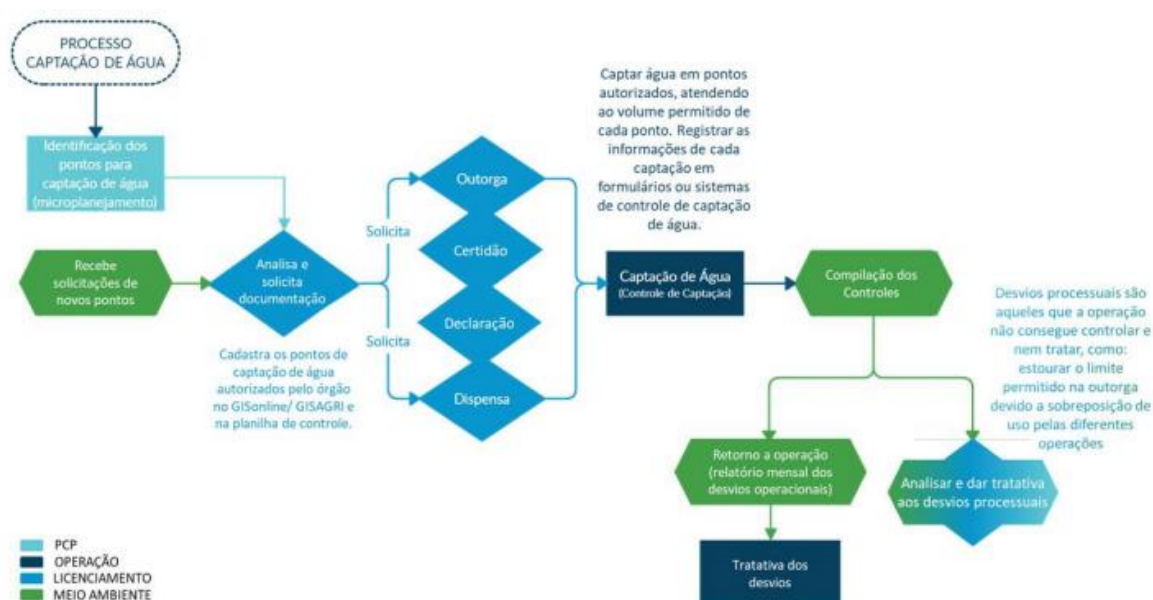 PROCESSO
CAPTAÇÃO DE ÁGUA
Identificação dos
pontos para
captação de água
(microplanejamento)
Recebe
solicitações de
novos pontos
Analisa e
solicita
documentação
Cadastra os pontos de
captação de água
autorizados pelo órgão
no GISonline/ GISAGRI e
na planilha de controle.
Solicita
Solicita
Outorga
Certidão
Declaração
Dispensa
Captar água em pontos
autorizados, atendendo
ao volume permitido de
cada ponto. Registrar as
informações de cada
captação em
formulários ou sistemas
de controle de captação
de água.
Captação de Água
(Controle de Captação)
Compilação dos
Controles
Desvios processuais são
aqueles que a operação
não consegue controlar e
nem tratar, como:
estourar o limite
permitido na outorga
devido a sobreposição de
uso pelas diferentes
operações
Retorno a operação
(relatório mensal dos
desvios operacionais)
Analisar e dar tratativa
aos desvios processuais
Tratativa dos
desvios
PCP
OPERAÇÃO
LICENCIAMENTO
MEIO AMBIENTE